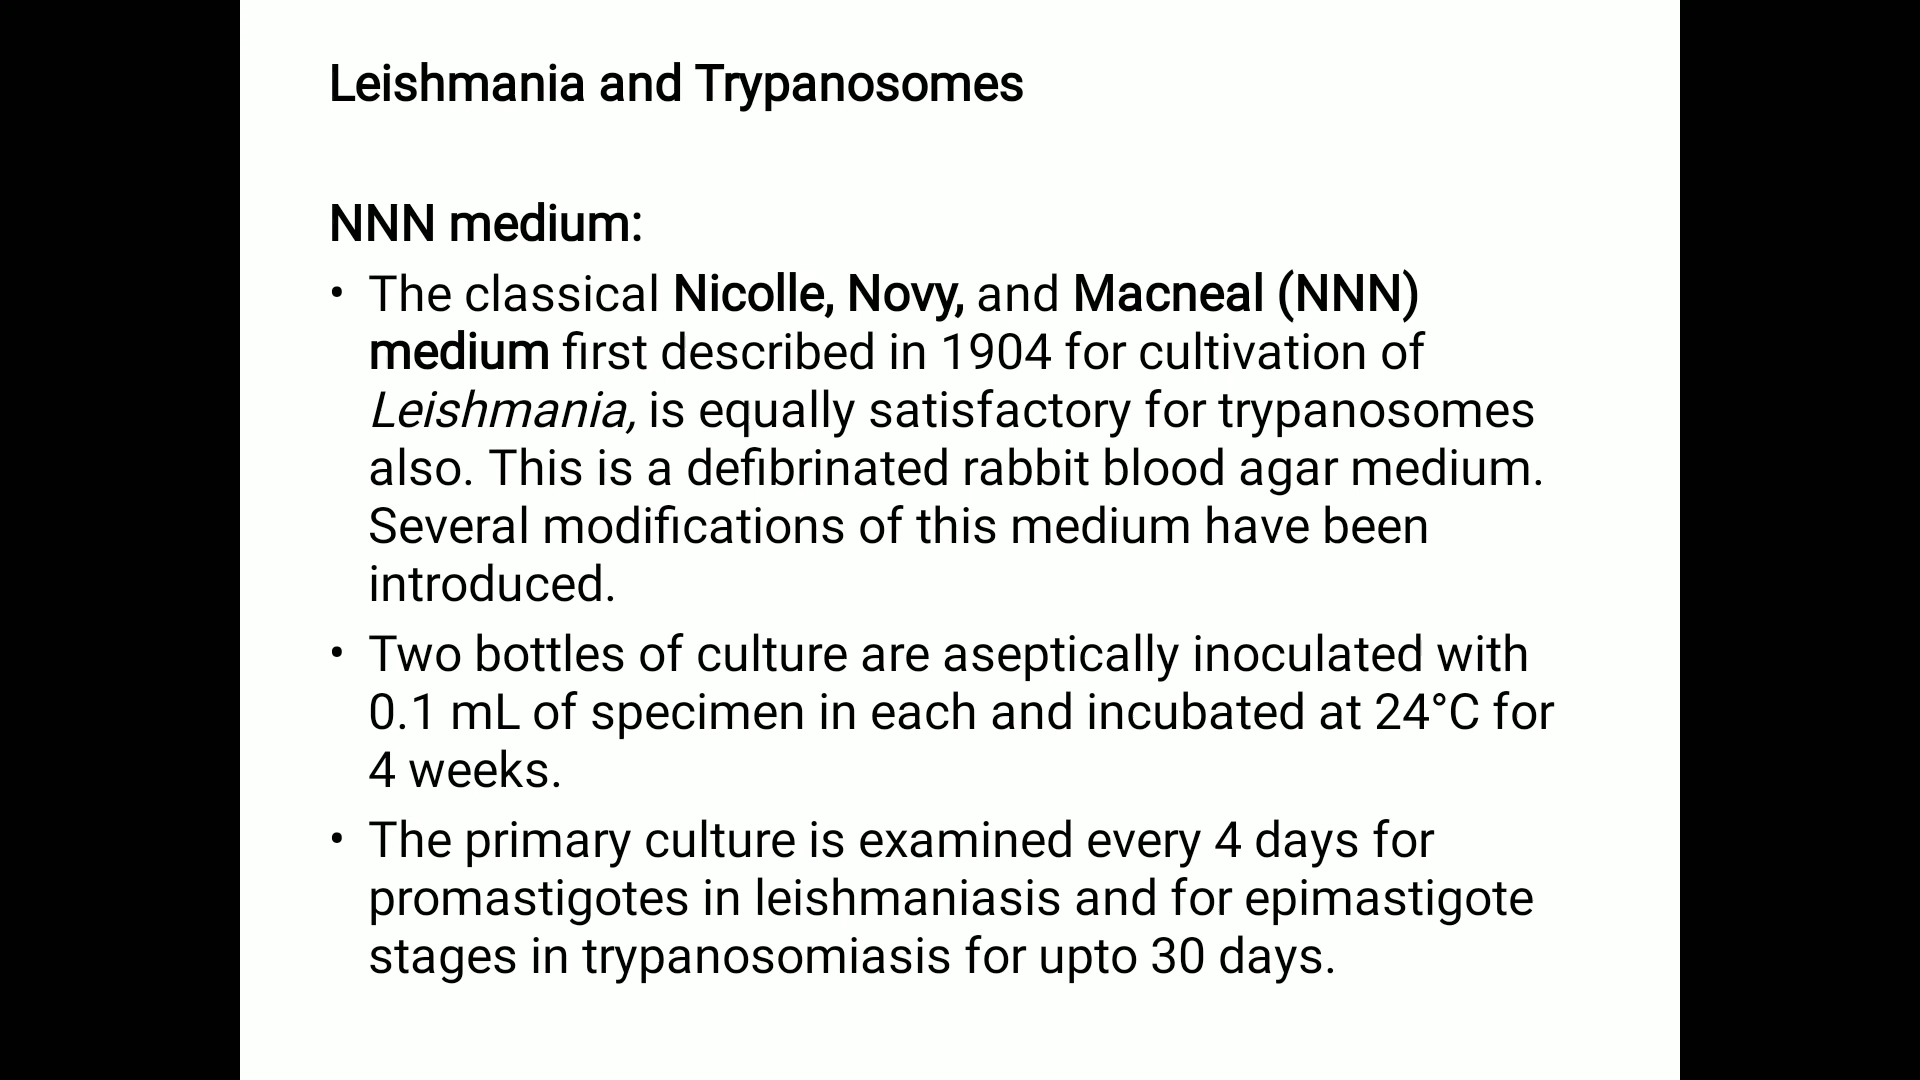 Leishmania and Trypanosomes
NNN medium:
• The classical Nicolle, Novy, and Macneal (NNN)
medium first described in 1904 for cultivation of
Leishmania, is equally satisfactory for trypanosomes
also. This is a defibrinated rabbit blood agar medium.
Several modifications of this medium have been
introduced.
• Two bottles of culture are aseptically inoculated with
0.1 mL of specimen in each and incubated at 24°C for
4 weeks.
• The primary culture is examined every 4 days for
promastigotes in leishmaniasis and for epimastigote
stages in trypanosomiasis for upto 30 days.